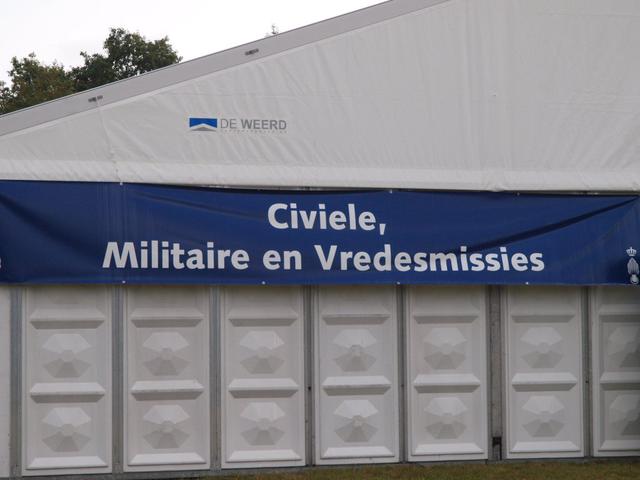 DE WEERD
Civiele,
Militaire en Vredesmissies